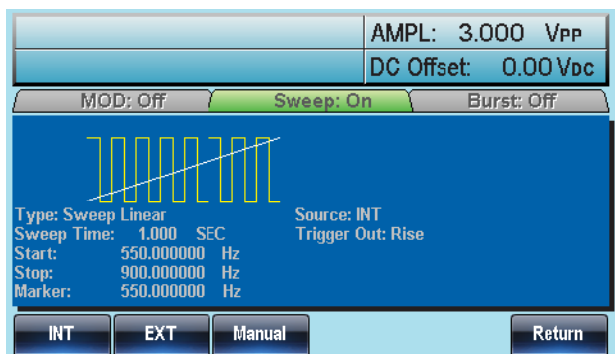 AMPL: 3.000 VPP
DC Offset: 0.00 VDC
MOD: Off Sweep: On Burst: Off
Type: Sweep Linear Source: INT
Sweep Time: 1.000 SEC Trigger Out: Rise
Start: 550.000000 Hz
Stop: 900.000000 Hz
Marker: 550.000000 Hz
INT EXT Manual Return